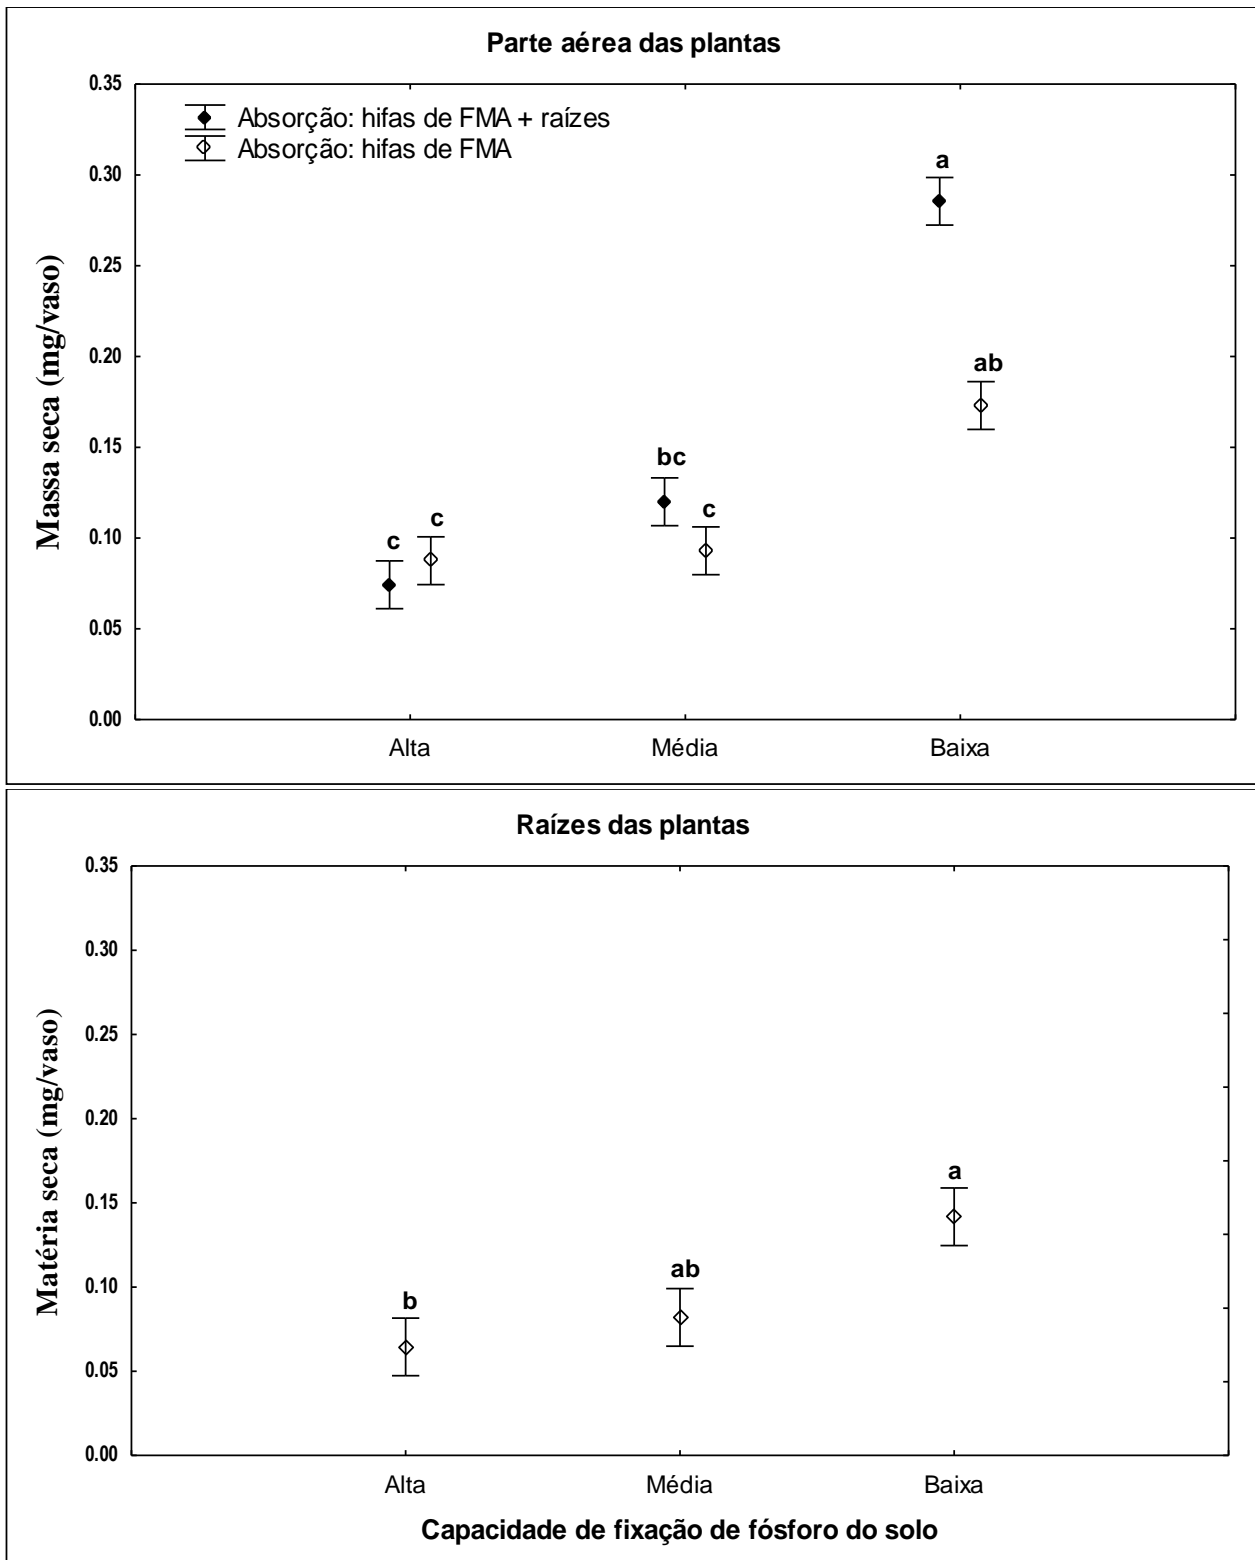 Parte aérea das plantas
0.35
Absorção: hifas de FMA + raízes
Absorção: hifas de FMA
0.30
a
0.25
0.20
ab
0.15
bc
c
c
c
0.10
0.05
0.00
Massa seca (mg/vaso)
Alta Média Baixa
Raízes das plantas
0.35
0.30
0.25
0.20
0.15
a
0.10
ab
b
0.05
0.00
Matéria seca (mg/vaso)
Alta Média Baixa
Capacidade de fixação de fósforo do solo